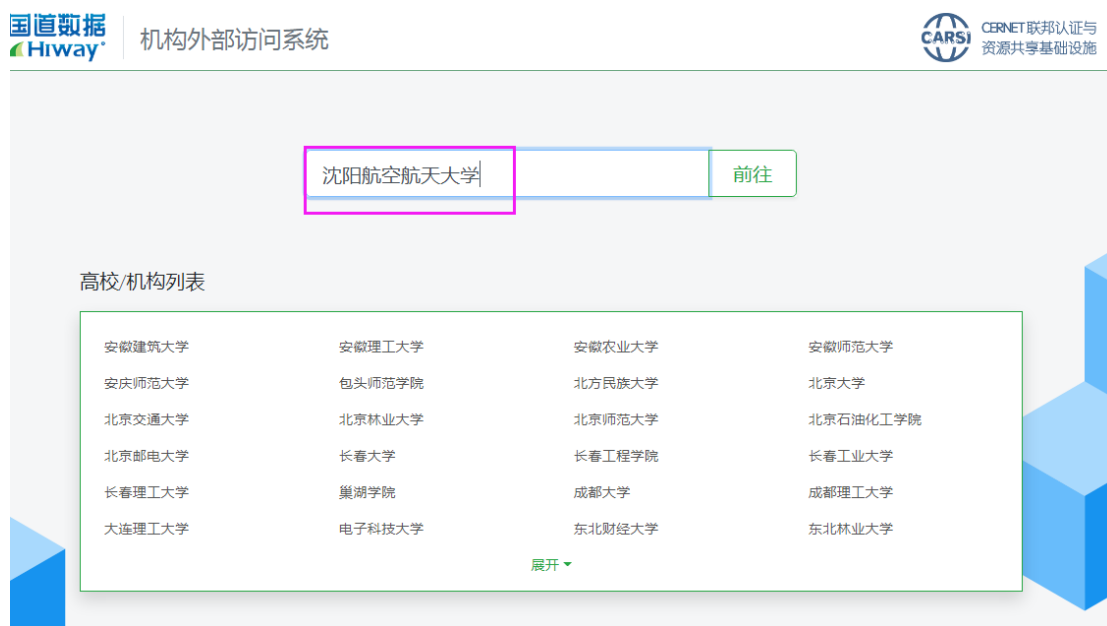 国道数据
Hiway
机构外部访问系统
CARSI
CERNET联邦认证与
资源共享基础设施
沈阳航空航天大学
前往
高校/机构列表
安徽建筑大学 安徽理工大学 安徽农业大学 安徽师范大学
安庆师范大学 包头师范学院 北方民族大学 北京大学
北京交通大学 北京林业大学 北京师范大学 北京石油化工学院
北京邮电大学 长春大学 长春工程学院 长春工业大学
长春理工大学 巢湖学院 成都大学 成都理工大学
大连理工大学 电子科技大学 东北财经大学 东北林业大学
展开